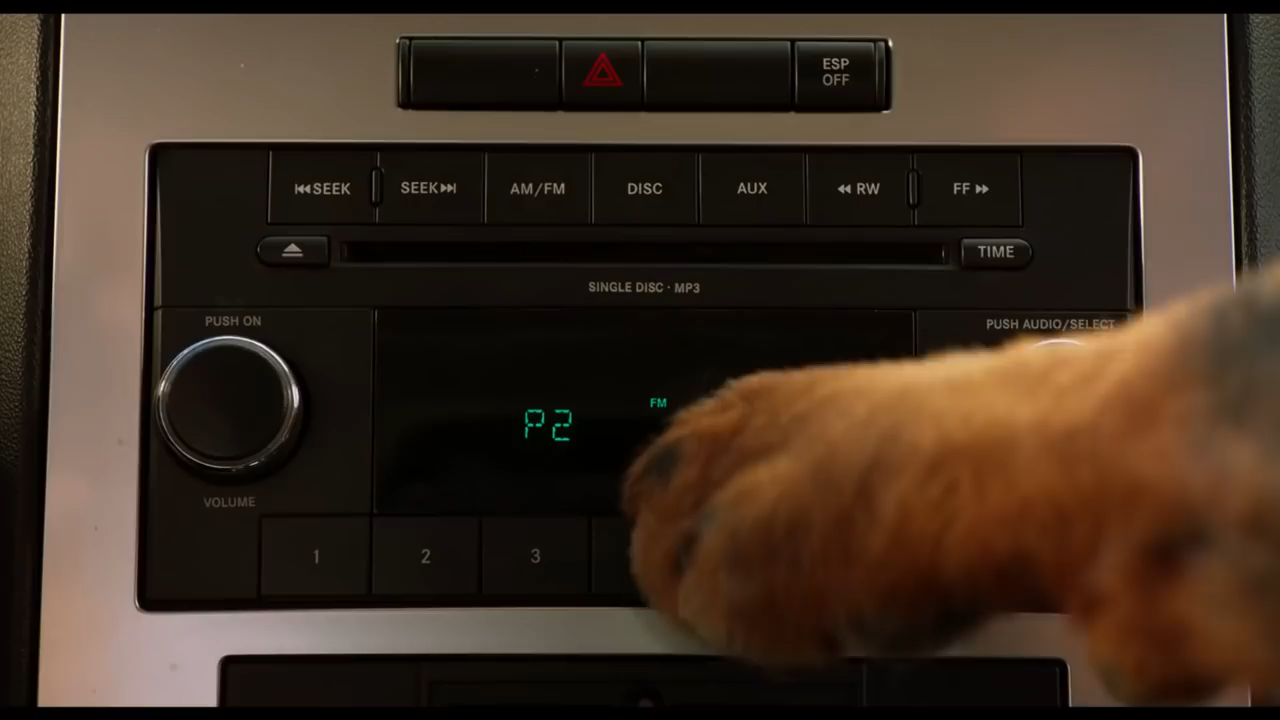 ESP
OFF
⏮SEEK
SEEK⏭
AM/FM
DISC
AUX
◀◀ RW
FF ▶▶
TIME
SINGLE DISC · MP3
PUSH ON
PUSH AUDIO/SELECT
FM
P2
VOLUME
1
2
3